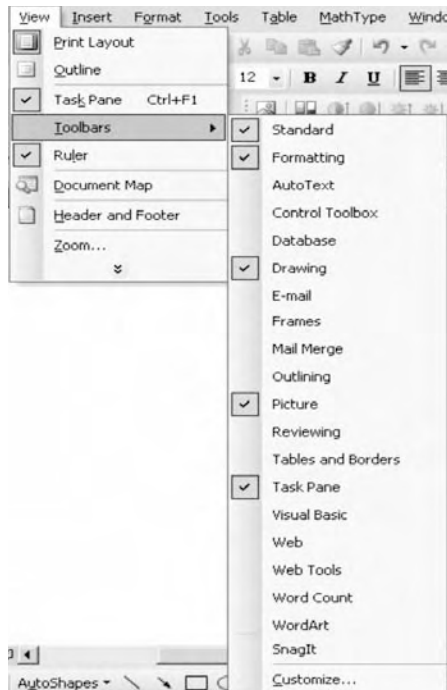 View Insert Format Tools Table MathType
Print Layout
Outline
12 B I U
Task Pane Ctrl+F1
Toolbars
Ruler
Document Map
Header and Footer
Zoom...
Standard
Formatting
AutoText
Control Toolbox
Database
Drawing
E-mail
Frames
Mail Merge
Outlining
Picture
Reviewing
Tables and Borders
Task Pane
Visual Basic
Web
Web Tools
Word Count
WordArt
SnagIt
Customize...
AutoShapes